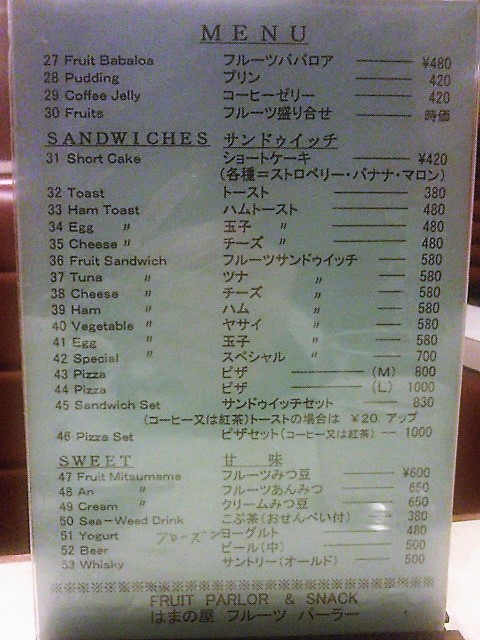 MENU
27 Fruit Babaloa フルーツババロア ¥480
28 Pudding プリン 420
29 Coffee Jelly コーヒーゼリー 420
30 Fruits フルーツ盛り合せ 時価
SANDWICHES サンドゥイッチ
31 Short Cake ショートケーキ ¥420
(各種=ストロベリー・バナナ・マロン)
32 Toast トースト 380
33 Ham Toast ハムトースト 480
34 Egg 〃 玉子 〃 480
35 Cheese 〃 チーズ 〃 480
36 Fruit Sandwich フルーツサンドゥイッチ 580
37 Tuna 〃 ツナ 〃 580
38 Cheese 〃 チーズ 〃 580
39 Ham 〃 ハム 〃 580
40 Vegetable 〃 ヤサイ 〃 580
41 Egg 〃 玉子 〃 580
42 Special 〃 スペシャル 〃 700
43 Pizza ピザ (M) 800
44 Pizza ピザ (L) 1000
45 Sandwich Set サンドゥイッチセット 830
(コーヒー又は紅茶)トーストの場合は ¥20. アップ
46 Pizza Set ピザセット(コーヒー又は紅茶) 1000
SWEET 甘 味
47 Fruit Mitsumame フルーツみつ豆 ¥600
48 An 〃 フルーツあんみつ 650
49 Cream 〃 クリームみつ豆 650
50 Sea-Weed Drink こぶ茶(おせんべい付) 380
51 Yogurt フローズンヨーグルト 480
52 Beer ビール(中) 500
53 Whisky サントリー(オールド) 500
※※※※※※※※※※※※※※※※※※※※※※※※※※※※※※
FRUIT PARLOR & SNACK
はまの屋 フルーツ パーラー